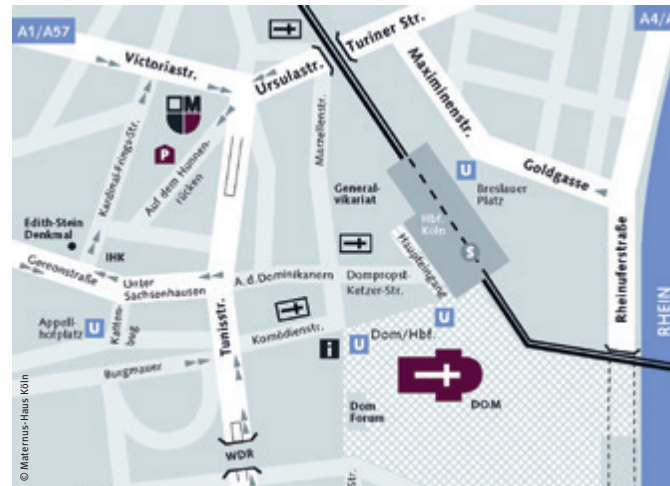 A1/A57
A4/A
Victoriastr.
Ursulastr.
Turiner Str.
Maximinenstr.
Goldgasse
Rheinuferstraße
RHEIN
Marzellenstr.
M
P
Kardinal-Frings-Str.
Auf dem Hunnen-
rücken
General-
vikariat
U
Breslauer
Platz
Hbf.
Köln
S
Haupteingang
Edith-Stein
Denkmal
IHK
Gereonstraße
Unter
Sachsenhausen
A. d. Dominikanern
Dompropst-
Ketzer-Str.
Appell-
hofplatz
U
Katten-
bug
Tunisstr.
Komödienstr.
i
U
Dom/Hbf.
U
Burgmauer
Dom
Forum
DOM
WDR
© Maternus-Haus Köln